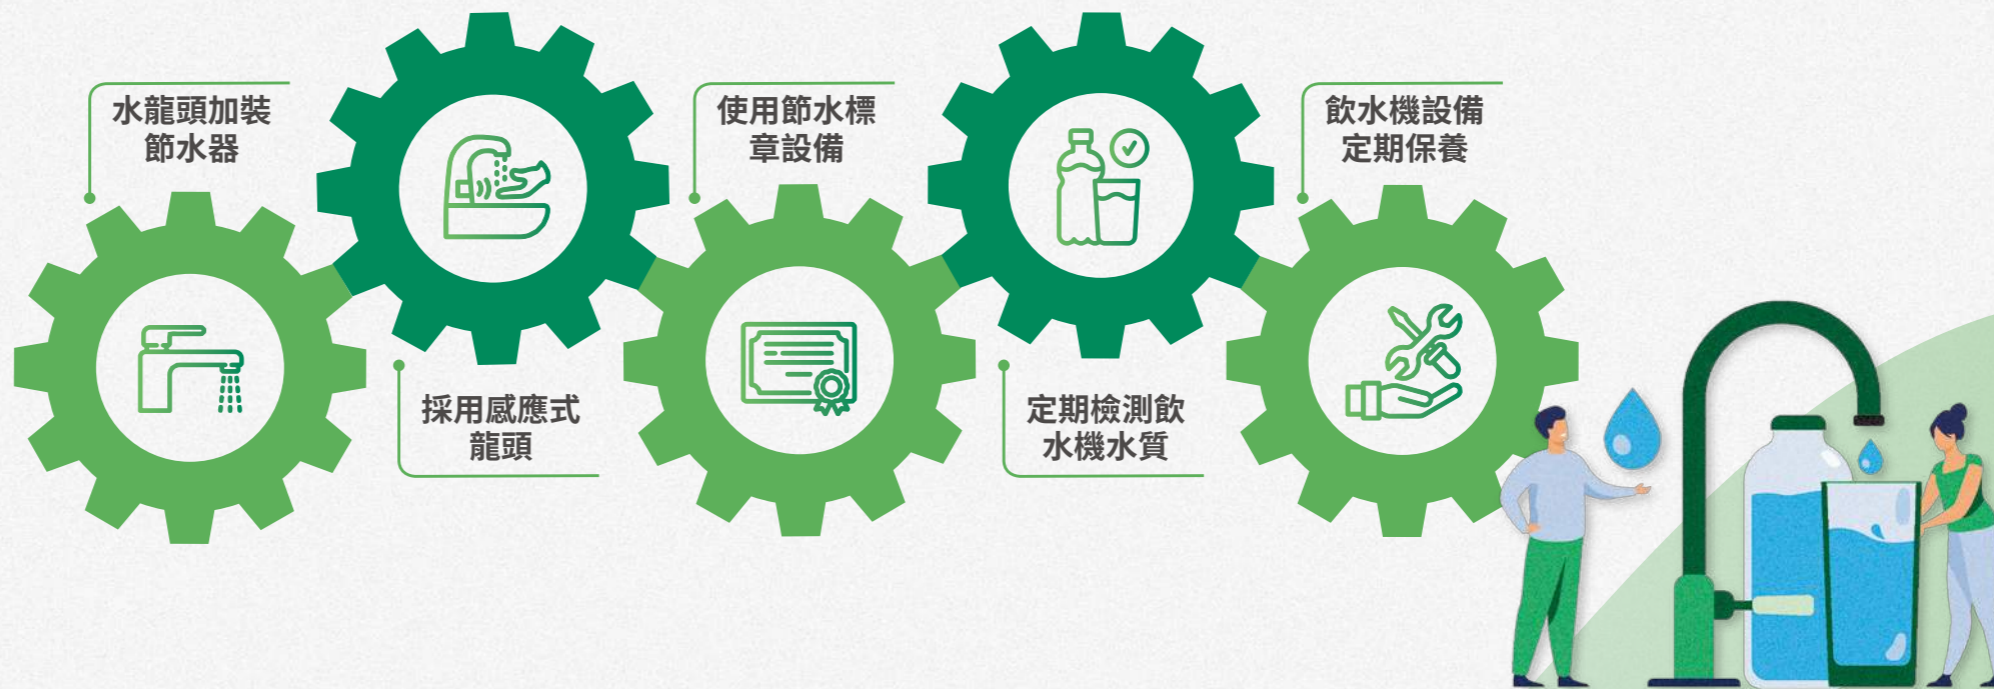 水龍頭加裝
節水器
採用感應式
龍頭
使用節水標
章設備
定期檢測飲
水機水質
飲水機設備
定期保養